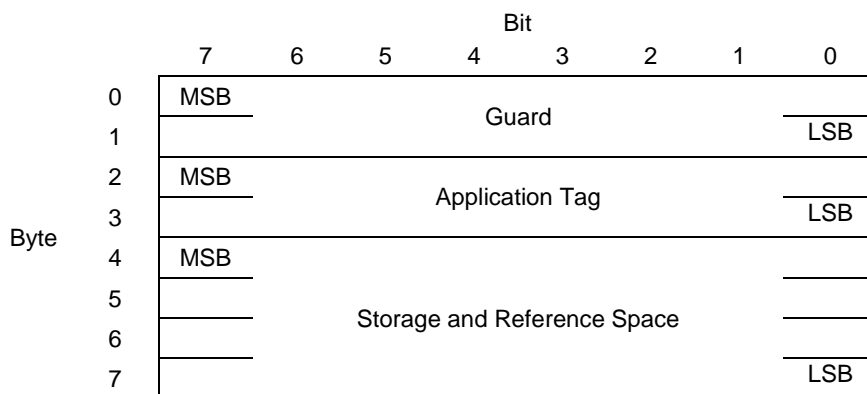 Bit
7 6 5 4 3 2 1 0
0 MSB
Guard
1 LSB
2 MSB
Application Tag
3 LSB
Byte
4 MSB
5
Storage and Reference Space
6
7 LSB